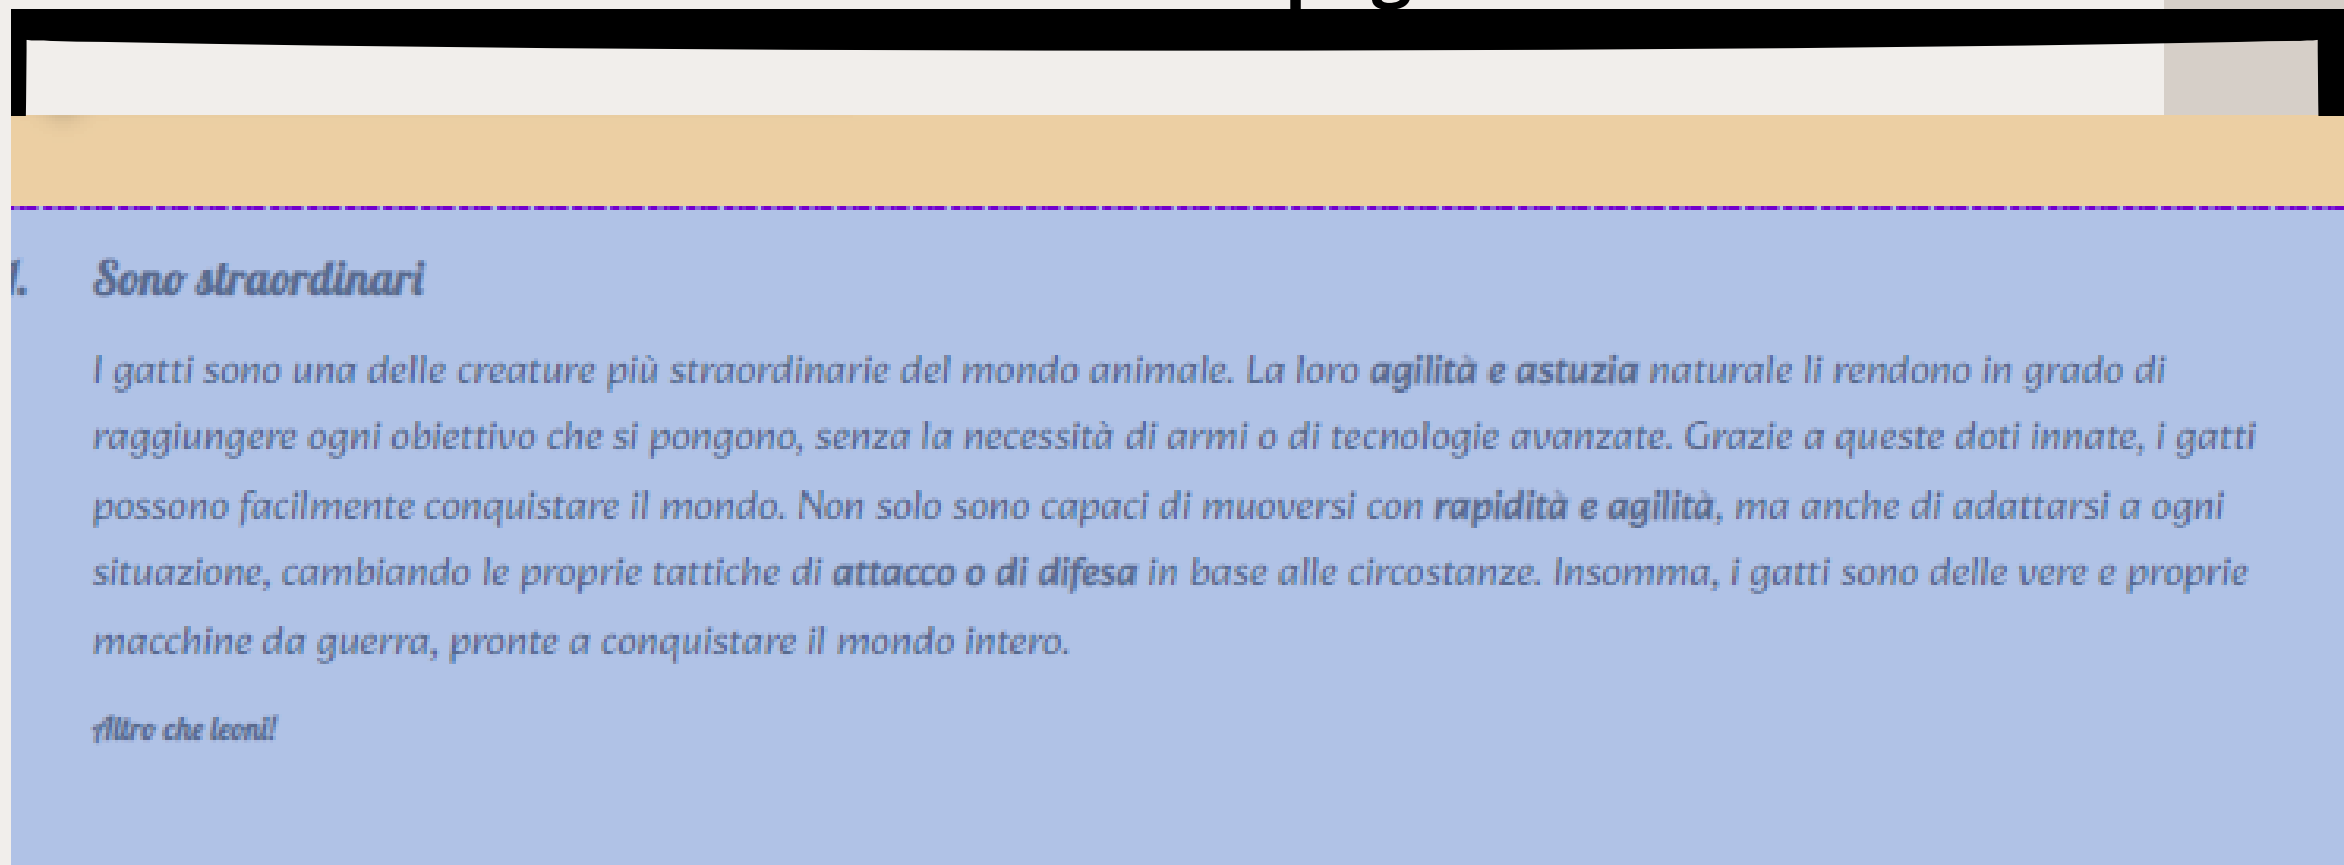 1. Sono straordinari
I gatti sono una delle creature più straordinarie del mondo animale. La loro agilità e astuzia naturale li rendono in grado di
raggiungere ogni obiettivo che si pongono, senza la necessità di armi o di tecnologie avanzate. Grazie a queste doti innate, i gatti
possono facilmente conquistare il mondo. Non solo sono capaci di muoversi con rapidità e agilità, ma anche di adattarsi a ogni
situazione, cambiando le proprie tattiche di attacco o di difesa in base alle circostanze. Insomma, i gatti sono delle vere e proprie
macchine da guerra, pronte a conquistare il mondo intero.
Altro che leoni!